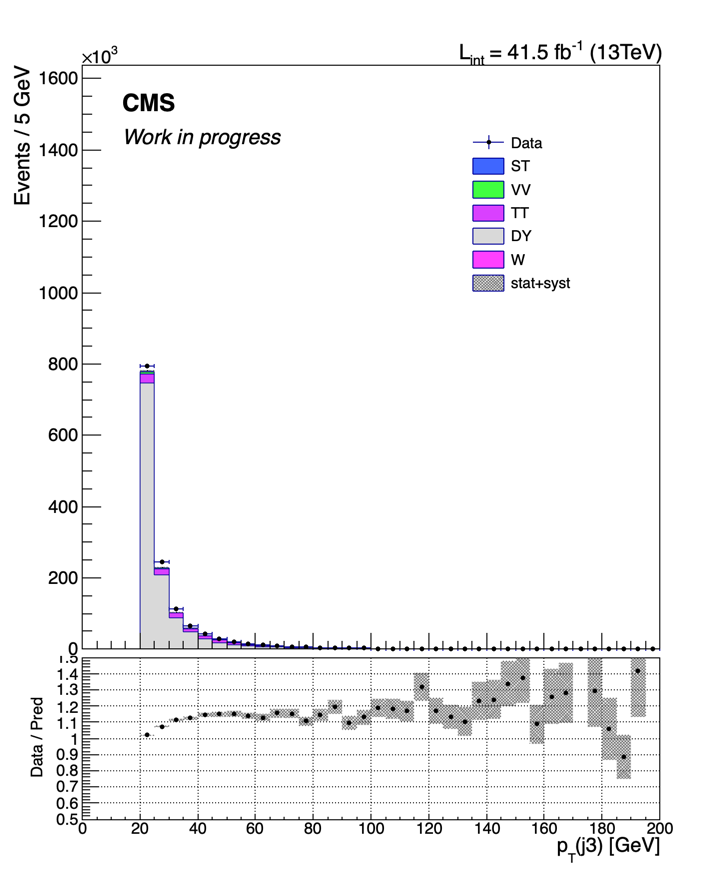 ×10³
L_int = 41.5 fb⁻¹ (13TeV)
Events / 5 GeV
1600
1400
1200
1000
800
600
400
200
0
CMS
Work in progress
Data
ST
VV
TT
DY
W
stat+syst
Data / Pred
1.5
1.4
1.3
1.2
1.1
1
0.9
0.8
0.7
0.6
0.5
0 20 40 60 80 100 120 140 160 180 200
p_T(j3) [GeV]